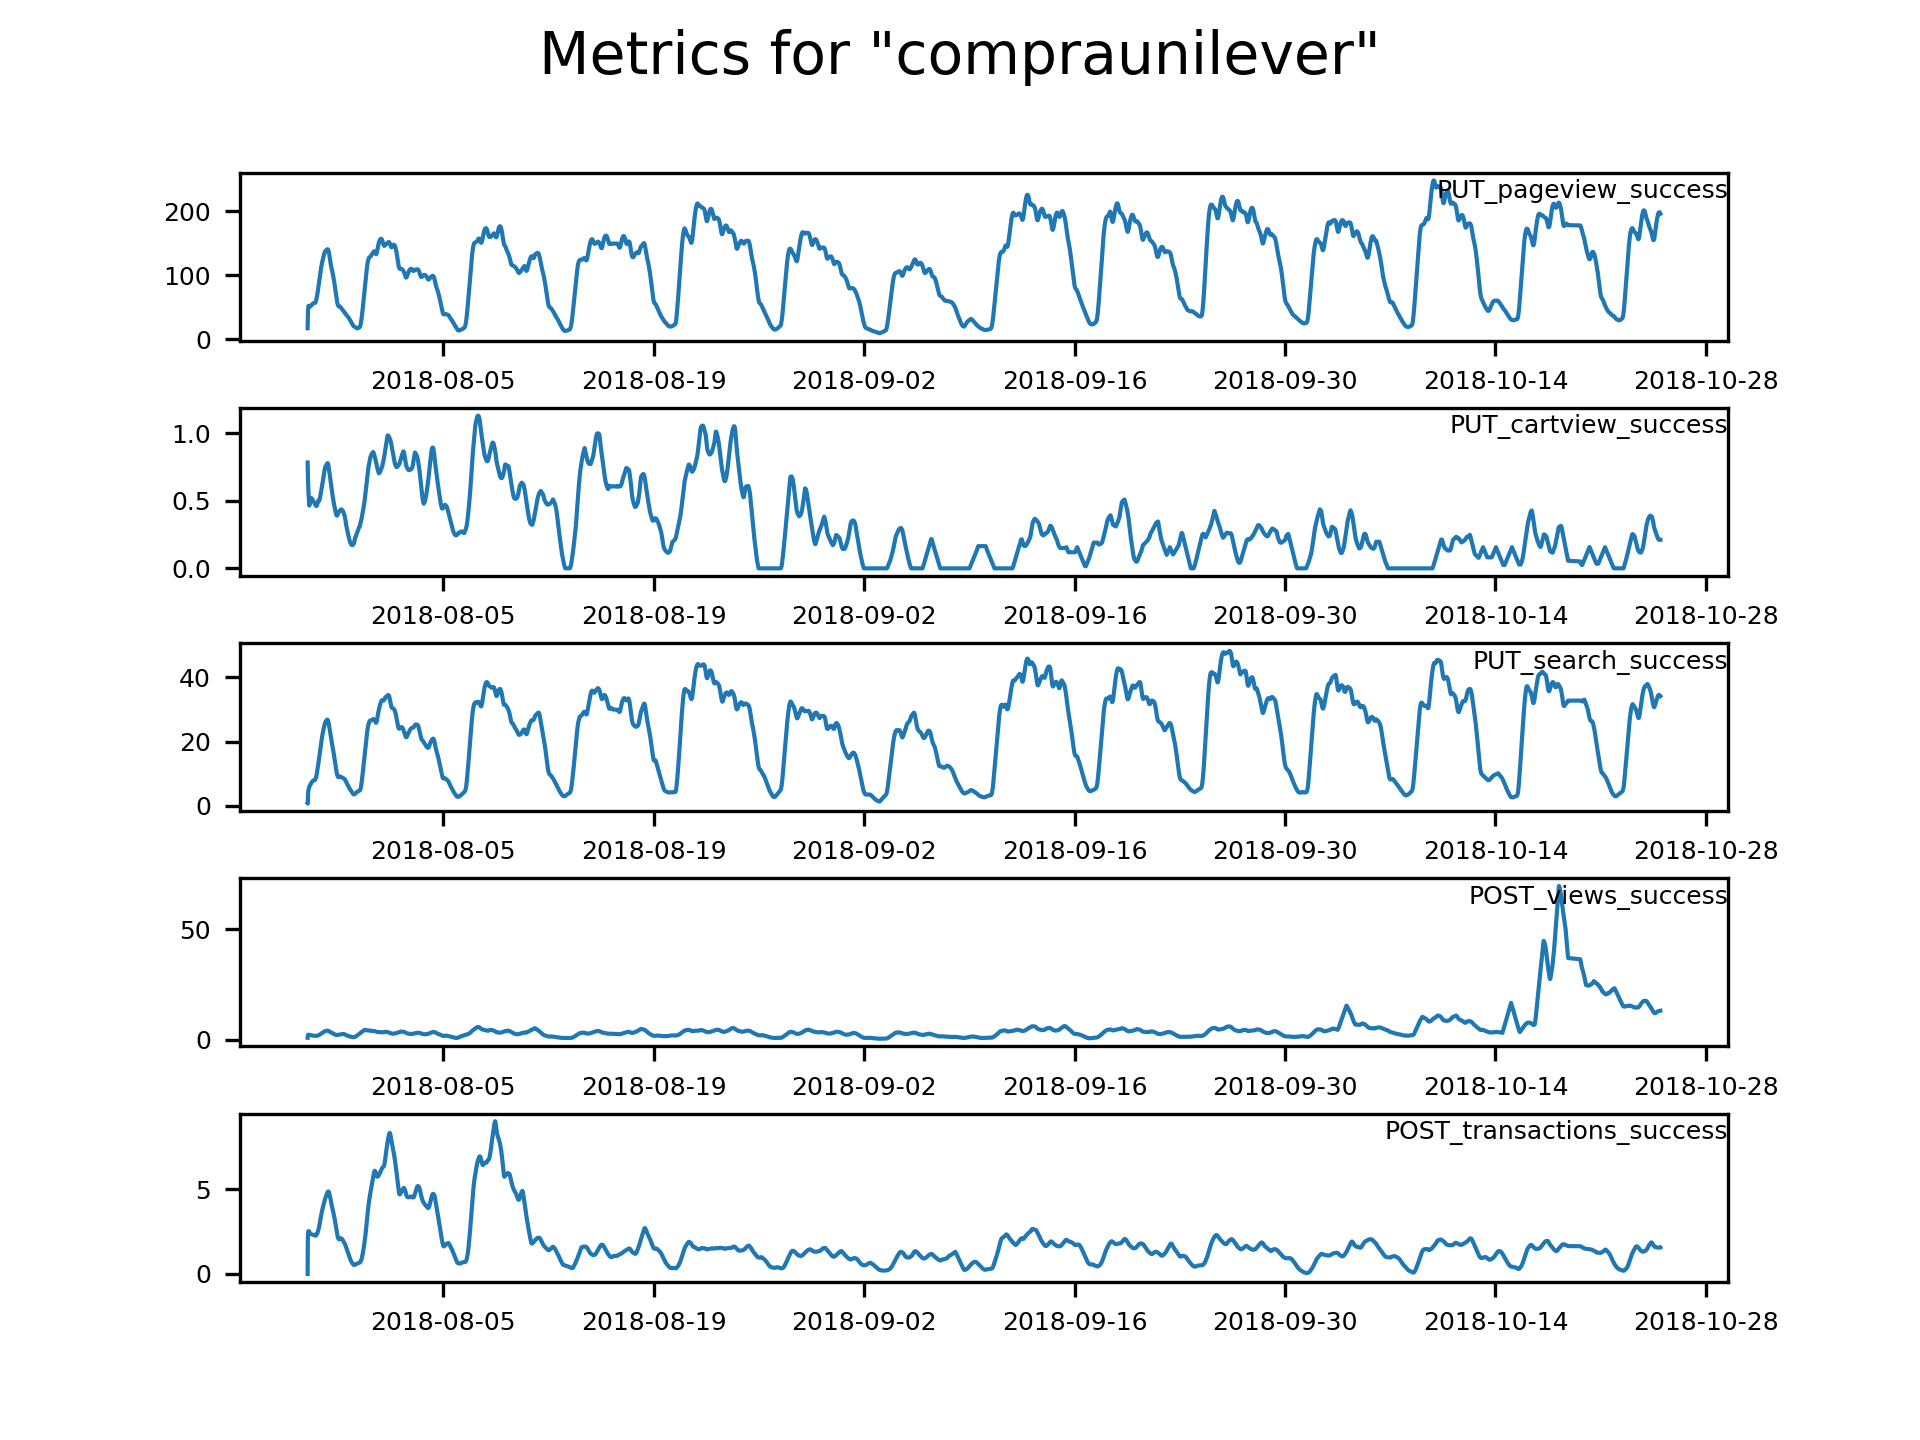 Metrics for "compraunilever"
PUT_pageview_success
200
100
0
2018-08-05 2018-08-19 2018-09-02 2018-09-16 2018-09-30 2018-10-14 2018-10-28
PUT_cartview_success
1.0
0.5
0.0
2018-08-05 2018-08-19 2018-09-02 2018-09-16 2018-09-30 2018-10-14 2018-10-28
PUT_search_success
40
20
0
2018-08-05 2018-08-19 2018-09-02 2018-09-16 2018-09-30 2018-10-14 2018-10-28
POST_views_success
50
0
2018-08-05 2018-08-19 2018-09-02 2018-09-16 2018-09-30 2018-10-14 2018-10-28
POST_transactions_success
5
0
2018-08-05 2018-08-19 2018-09-02 2018-09-16 2018-09-30 2018-10-14 2018-10-28